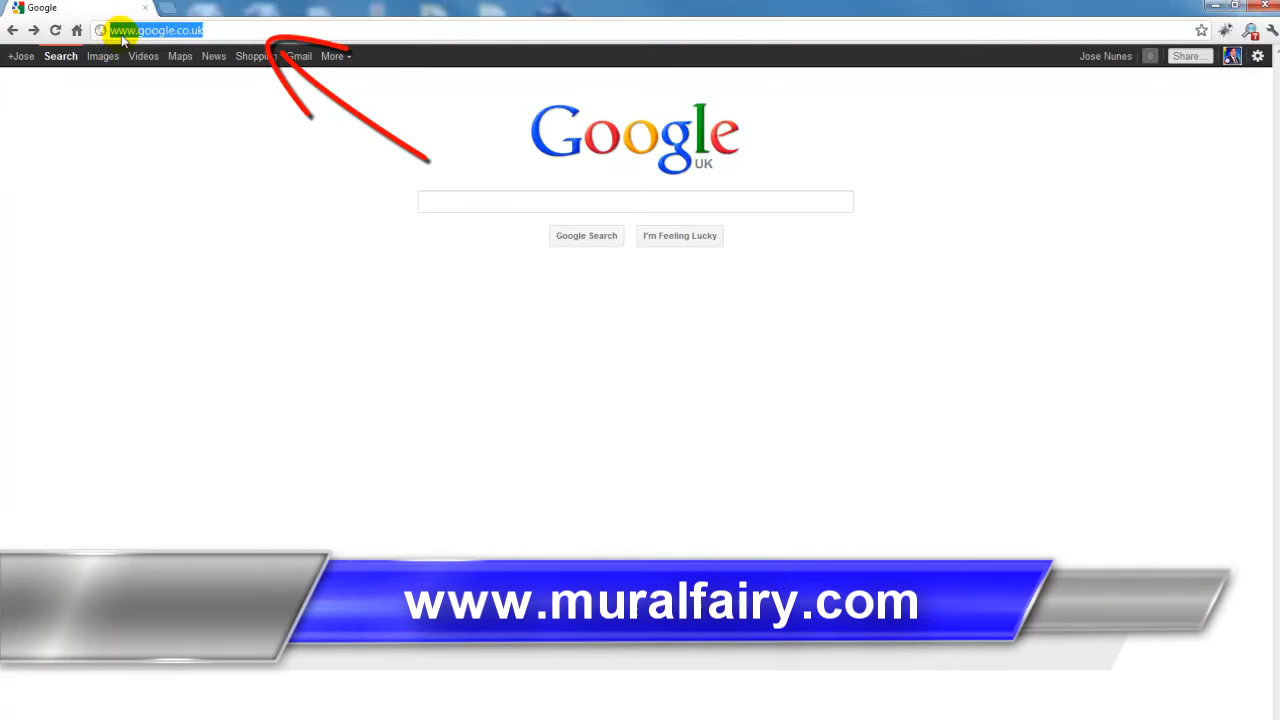 Google
www.google.co.uk
+Jose Search Images Videos Maps News Shopping Gmail More Jose Nunes 0 Share...
Google
UK
Google Search I'm Feeling Lucky
www.muralfairy.com